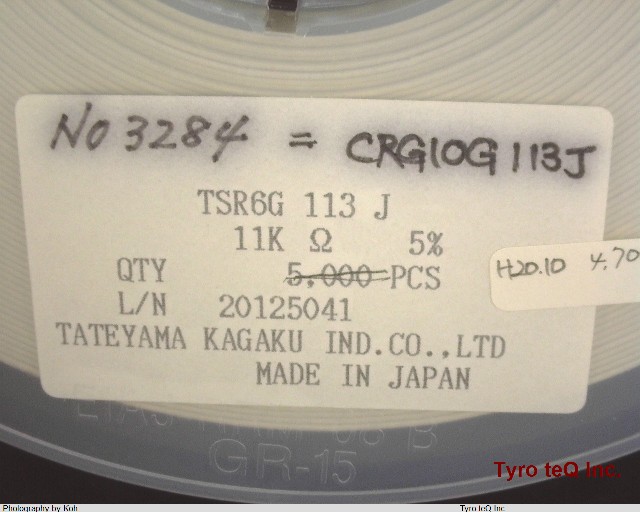 No 3284 = CRG10G 113J
TSR6G 113 J
11K Ω 5%
QTY 5,000 PCS
L/N 20125041
TATEYAMA KAGAKU IND.CO.,LTD
MADE IN JAPAN
H20.10 4.70
GR-15
Tyro teQ Inc.
Photography by Koh Tyro teQ Inc